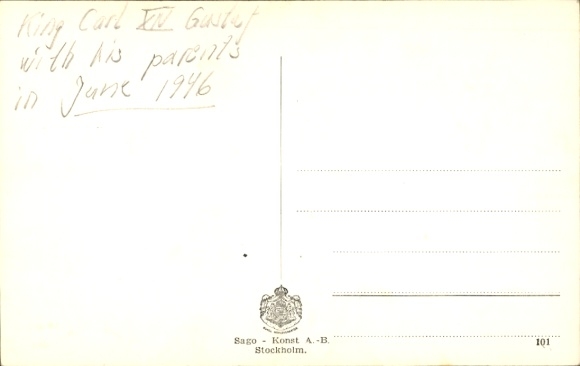 King Carl XVI Gustaf
with his parents
in June 1946
Sago - Konst A.-B.
Stockholm.
101